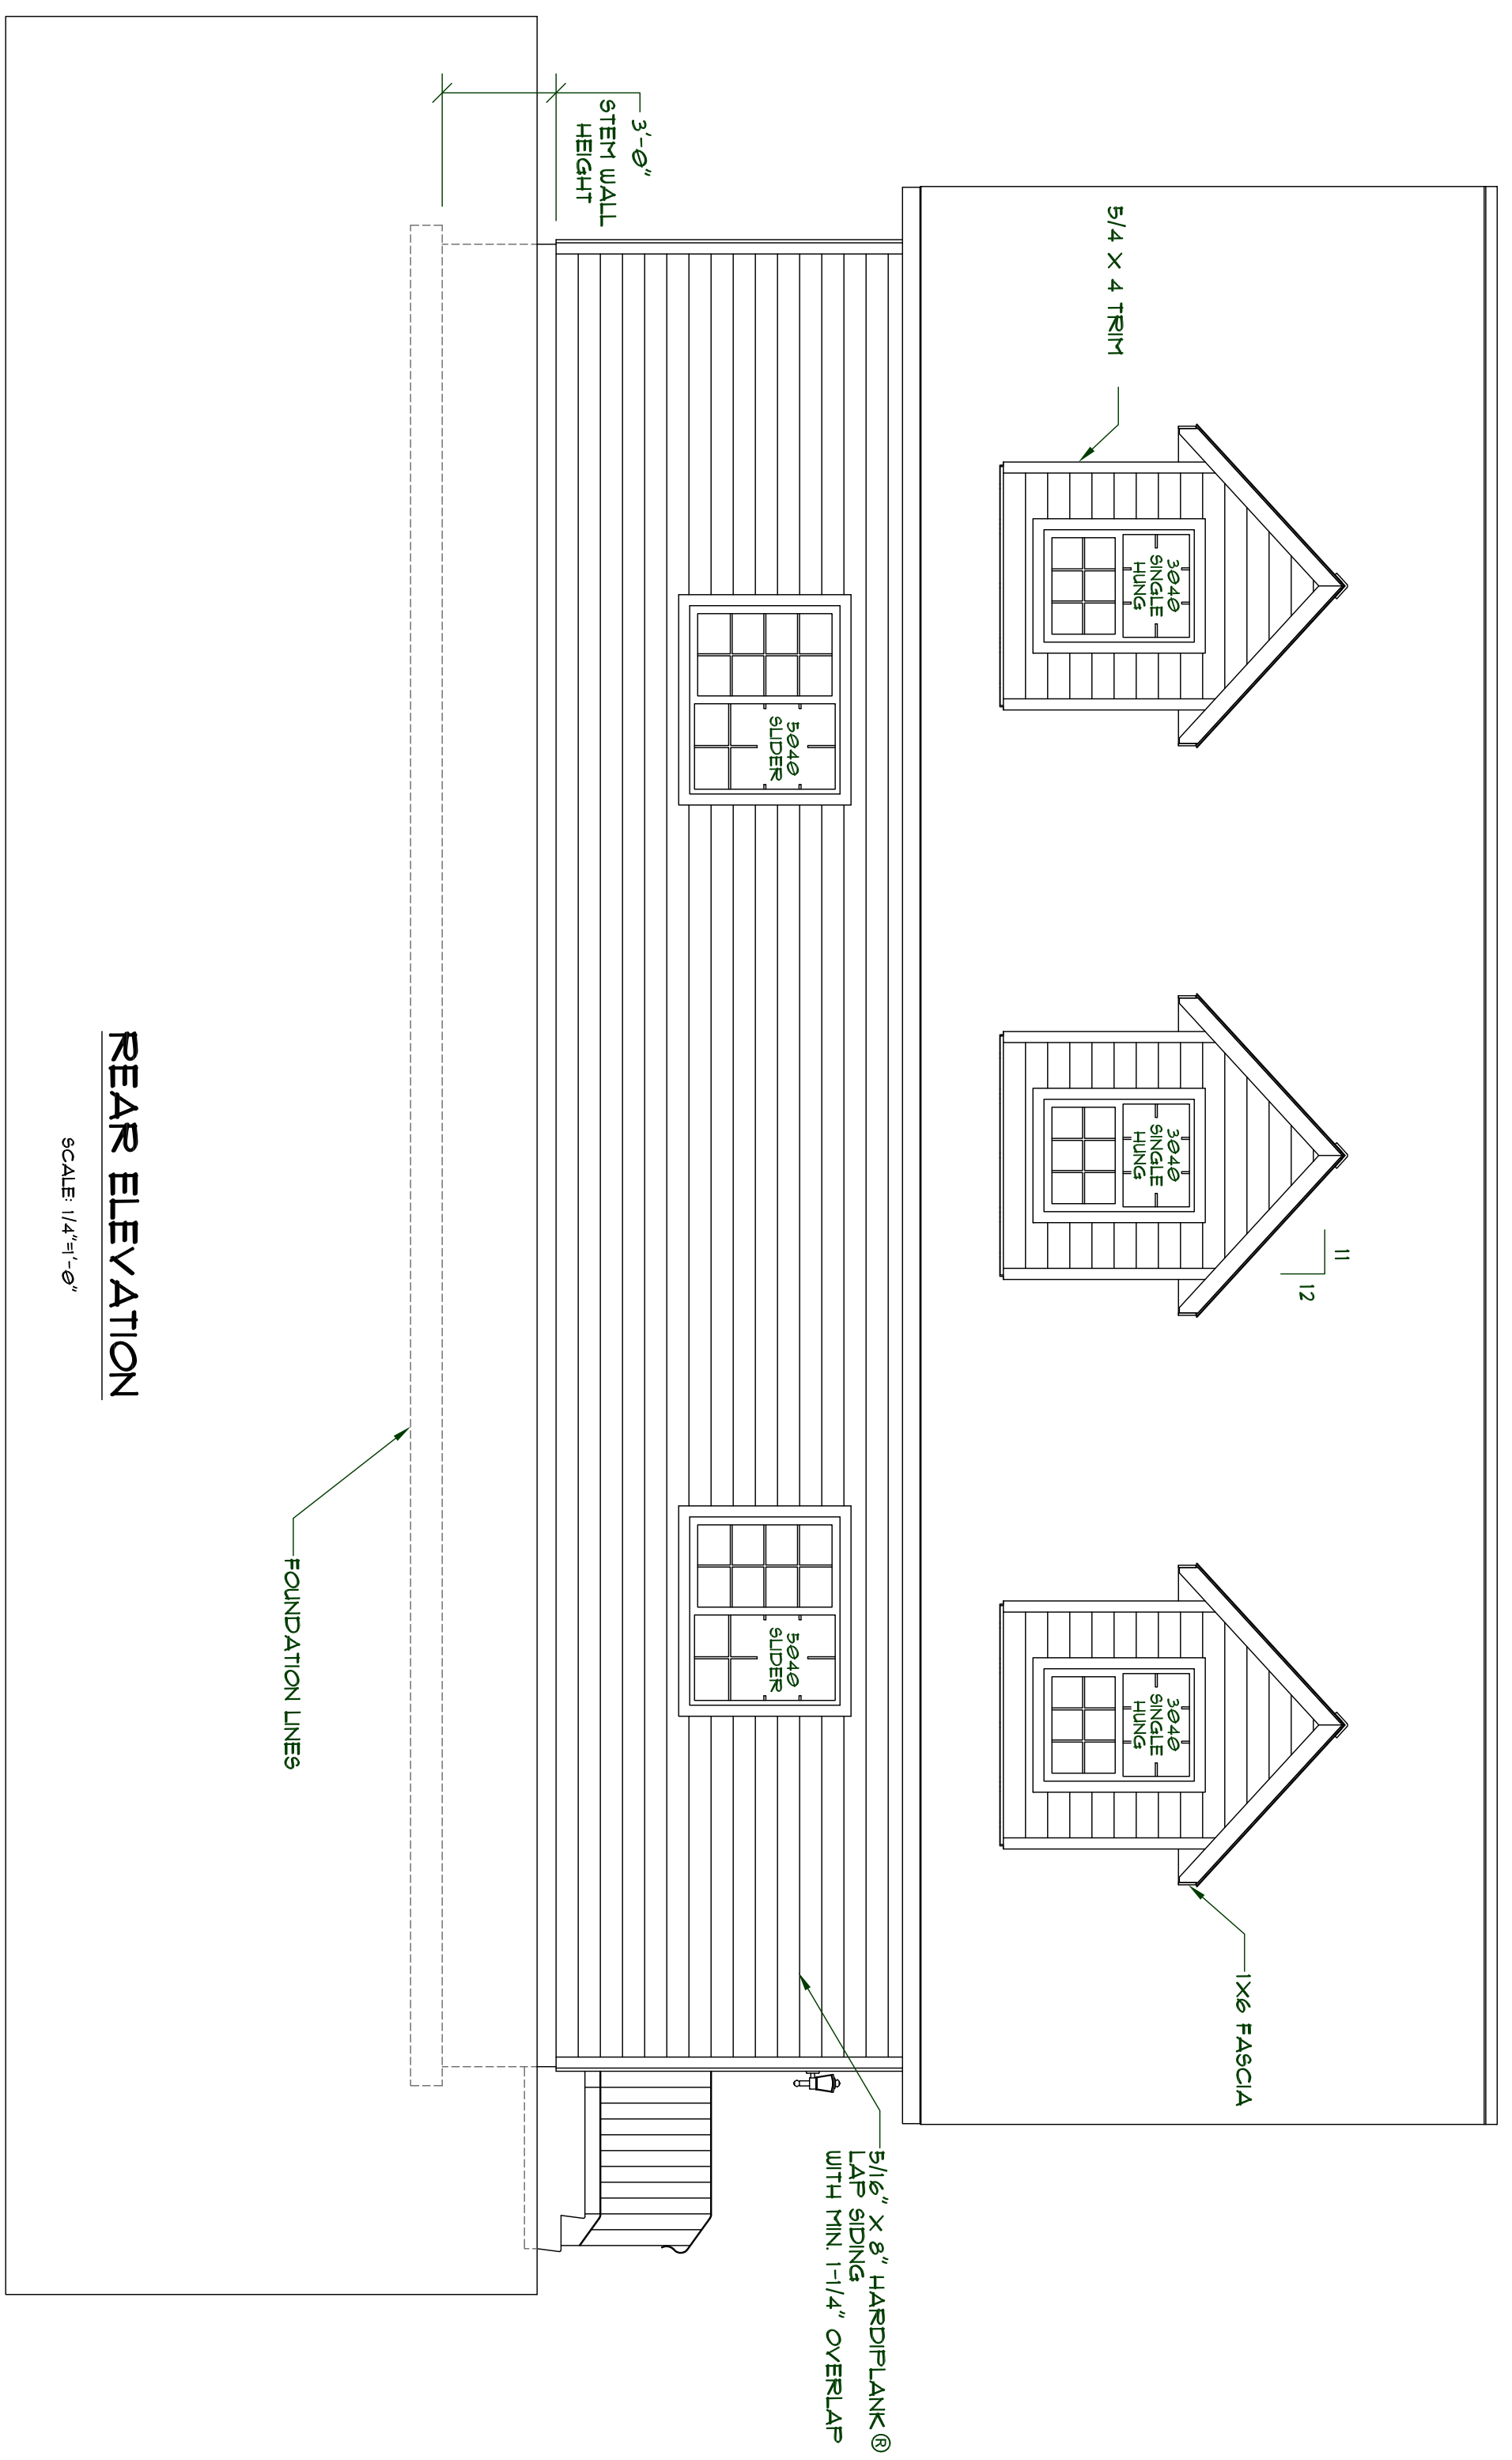 11
12
5/4 X 4 TRIM
1X6 FASCIA
3040
SINGLE
HUNG
3040
SINGLE
HUNG
3040
SINGLE
HUNG
5/16" X 8" HARDIPLANK®
LAP SIDING
WITH MIN. 1-1/4" OVERLAP
5040
SLIDER
5040
SLIDER
3'-0"
STEM WALL
HEIGHT
FOUNDATION LINES
REAR ELEVATION
SCALE: 1/4"=1'-0"